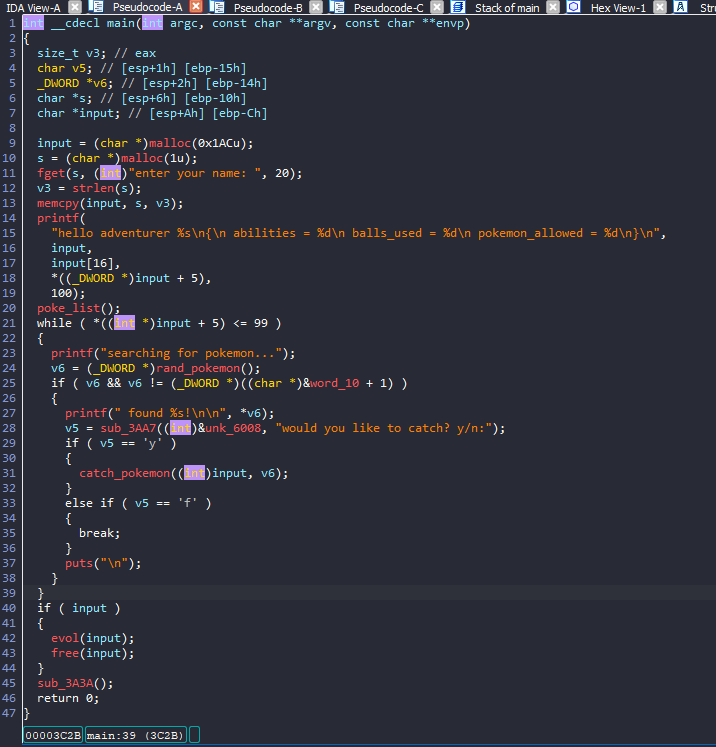 IDA View-A Pseudocode-A Pseudocode-B Pseudocode-C Stack of main Hex View-1 Str
1 int __cdecl main(int argc, const char **argv, const char **envp)
2 {
3 size_t v3; // eax
4 char v5; // [esp+1h] [ebp-15h]
5 _DWORD *v6; // [esp+2h] [ebp-14h]
6 char *s; // [esp+6h] [ebp-10h]
7 char *input; // [esp+Ah] [ebp-Ch]
8
9 input = (char *)malloc(0x1ACu);
10 s = (char *)malloc(1u);
11 fget(s, (int)"enter your name: ", 20);
12 v3 = strlen(s);
13 memcpy(input, s, v3);
14 printf(
15 "hello adventurer %s\n{\n abilities = %d\n balls_used = %d\n pokemon_allowed = %d\n}\n",
16 input,
17 input[16],
18 *((_DWORD *)input + 5),
19 100);
20 poke_list();
21 while ( *((int *)input + 5) <= 99 )
22 {
23 printf("searching for pokemon...");
24 v6 = (_DWORD *)rand_pokemon();
25 if ( v6 && v6 != (_DWORD *)((char *)&word_10 + 1) )
26 {
27 printf(" found %s!\n\n", *v6);
28 v5 = sub_3AA7((int)&unk_6008, "would you like to catch? y/n:");
29 if ( v5 == 'y' )
30 {
31 catch_pokemon((int)input, v6);
32 }
33 else if ( v5 == 'f' )
34 {
35 break;
36 }
37 puts("\n");
38 }
39 }
40 if ( input )
41 {
42 evol(input);
43 free(input);
44 }
45 sub_3A3A();
46 return 0;
47 }
00003C2B main:39 (3C2B)